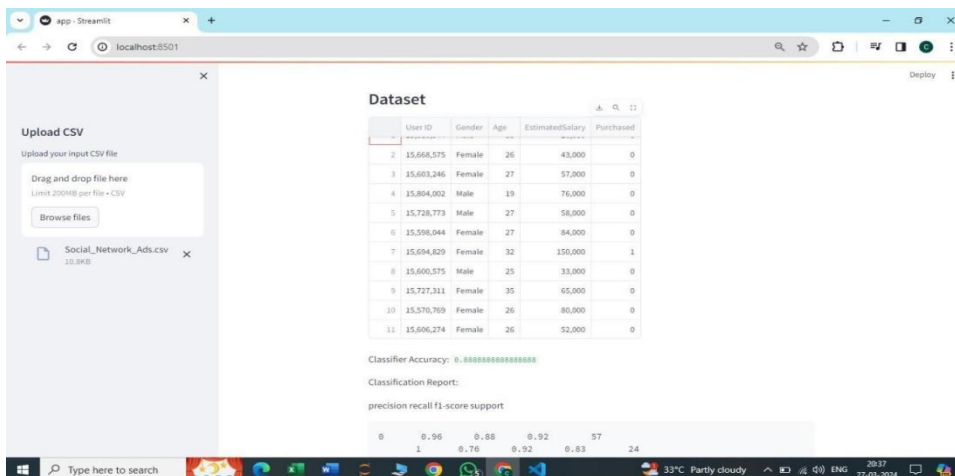 app - Streamlit
localhost:8501
Deploy
Upload CSV
Upload your input CSV file
Drag and drop file here
Limit 200MB per file • CSV
Browse files
Social_Network_Ads.csv
10.8KB
Dataset
User ID Gender Age EstimatedSalary Purchased
2 15,668,575 Female 26 43,000 0
3 15,603,246 Female 27 57,000 0
4 15,804,002 Male 19 76,000 0
5 15,728,773 Male 27 58,000 0
6 15,598,044 Female 27 84,000 0
7 15,694,829 Female 32 150,000 1
8 15,600,575 Male 25 33,000 0
9 15,727,311 Female 35 65,000 0
10 15,570,769 Female 26 80,000 0
11 15,606,274 Female 26 52,000 0
Classifier Accuracy: 0.8888888888888888
Classification Report:
precision recall f1-score support
0 0.96 0.88 0.92 57
1 0.76 0.92 0.83 24
Type here to search
33°C Partly cloudy
ENG
20:37
27-03-2024